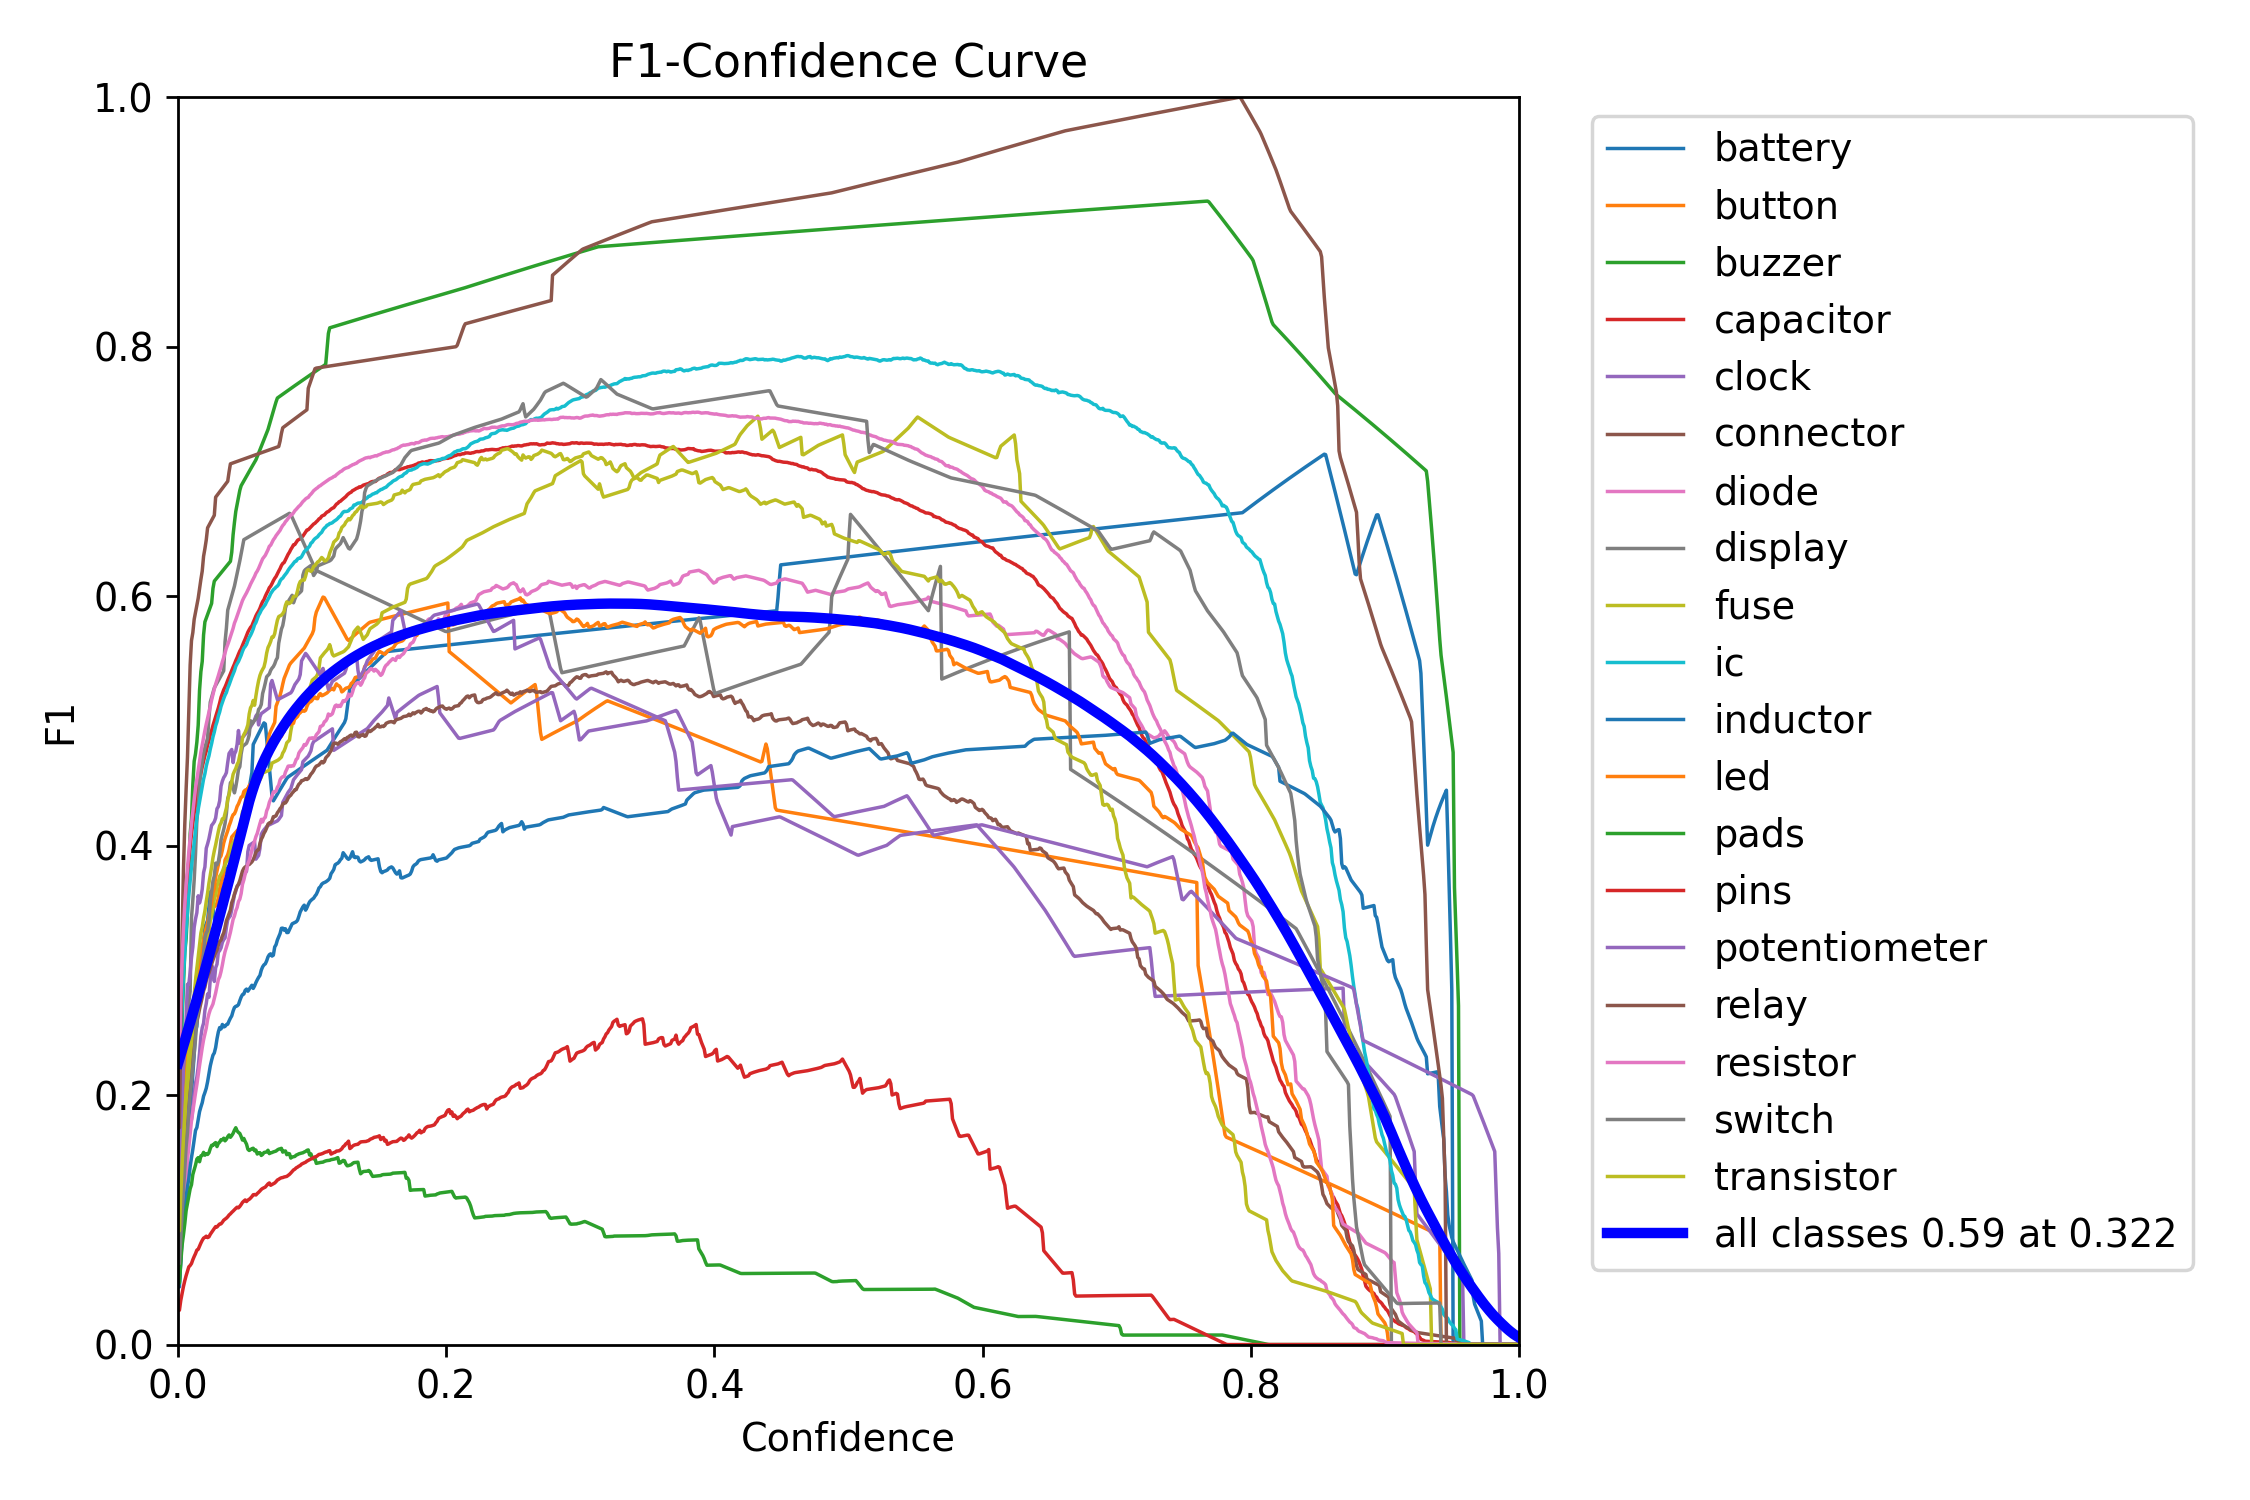 F1-Confidence Curve
1.0
0.8
0.6
0.4
0.2
0.0
F1
0.0 0.2 0.4 0.6 0.8 1.0
Confidence
battery
button
buzzer
capacitor
clock
connector
diode
display
fuse
ic
inductor
led
pads
pins
potentiometer
relay
resistor
switch
transistor
all classes 0.59 at 0.322